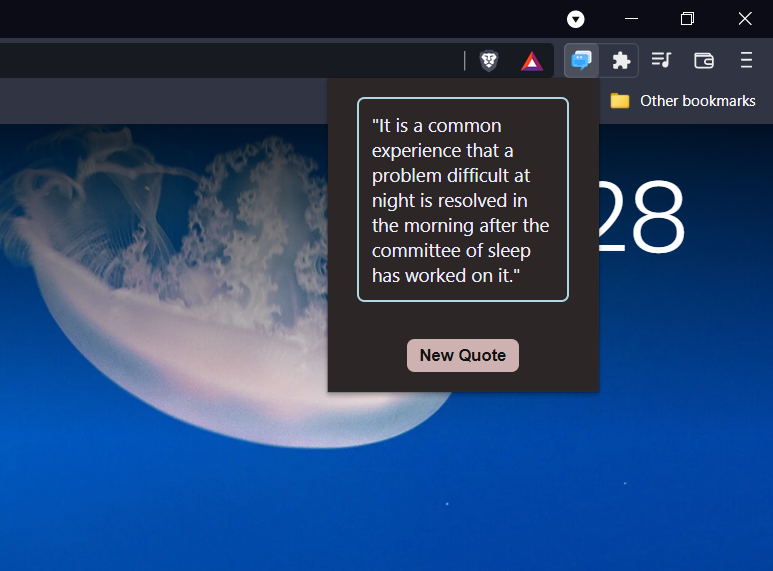 Other bookmarks
"It is a common
experience that a
problem difficult at
night is resolved in
the morning after the
committee of sleep
has worked on it."
28
New Quote